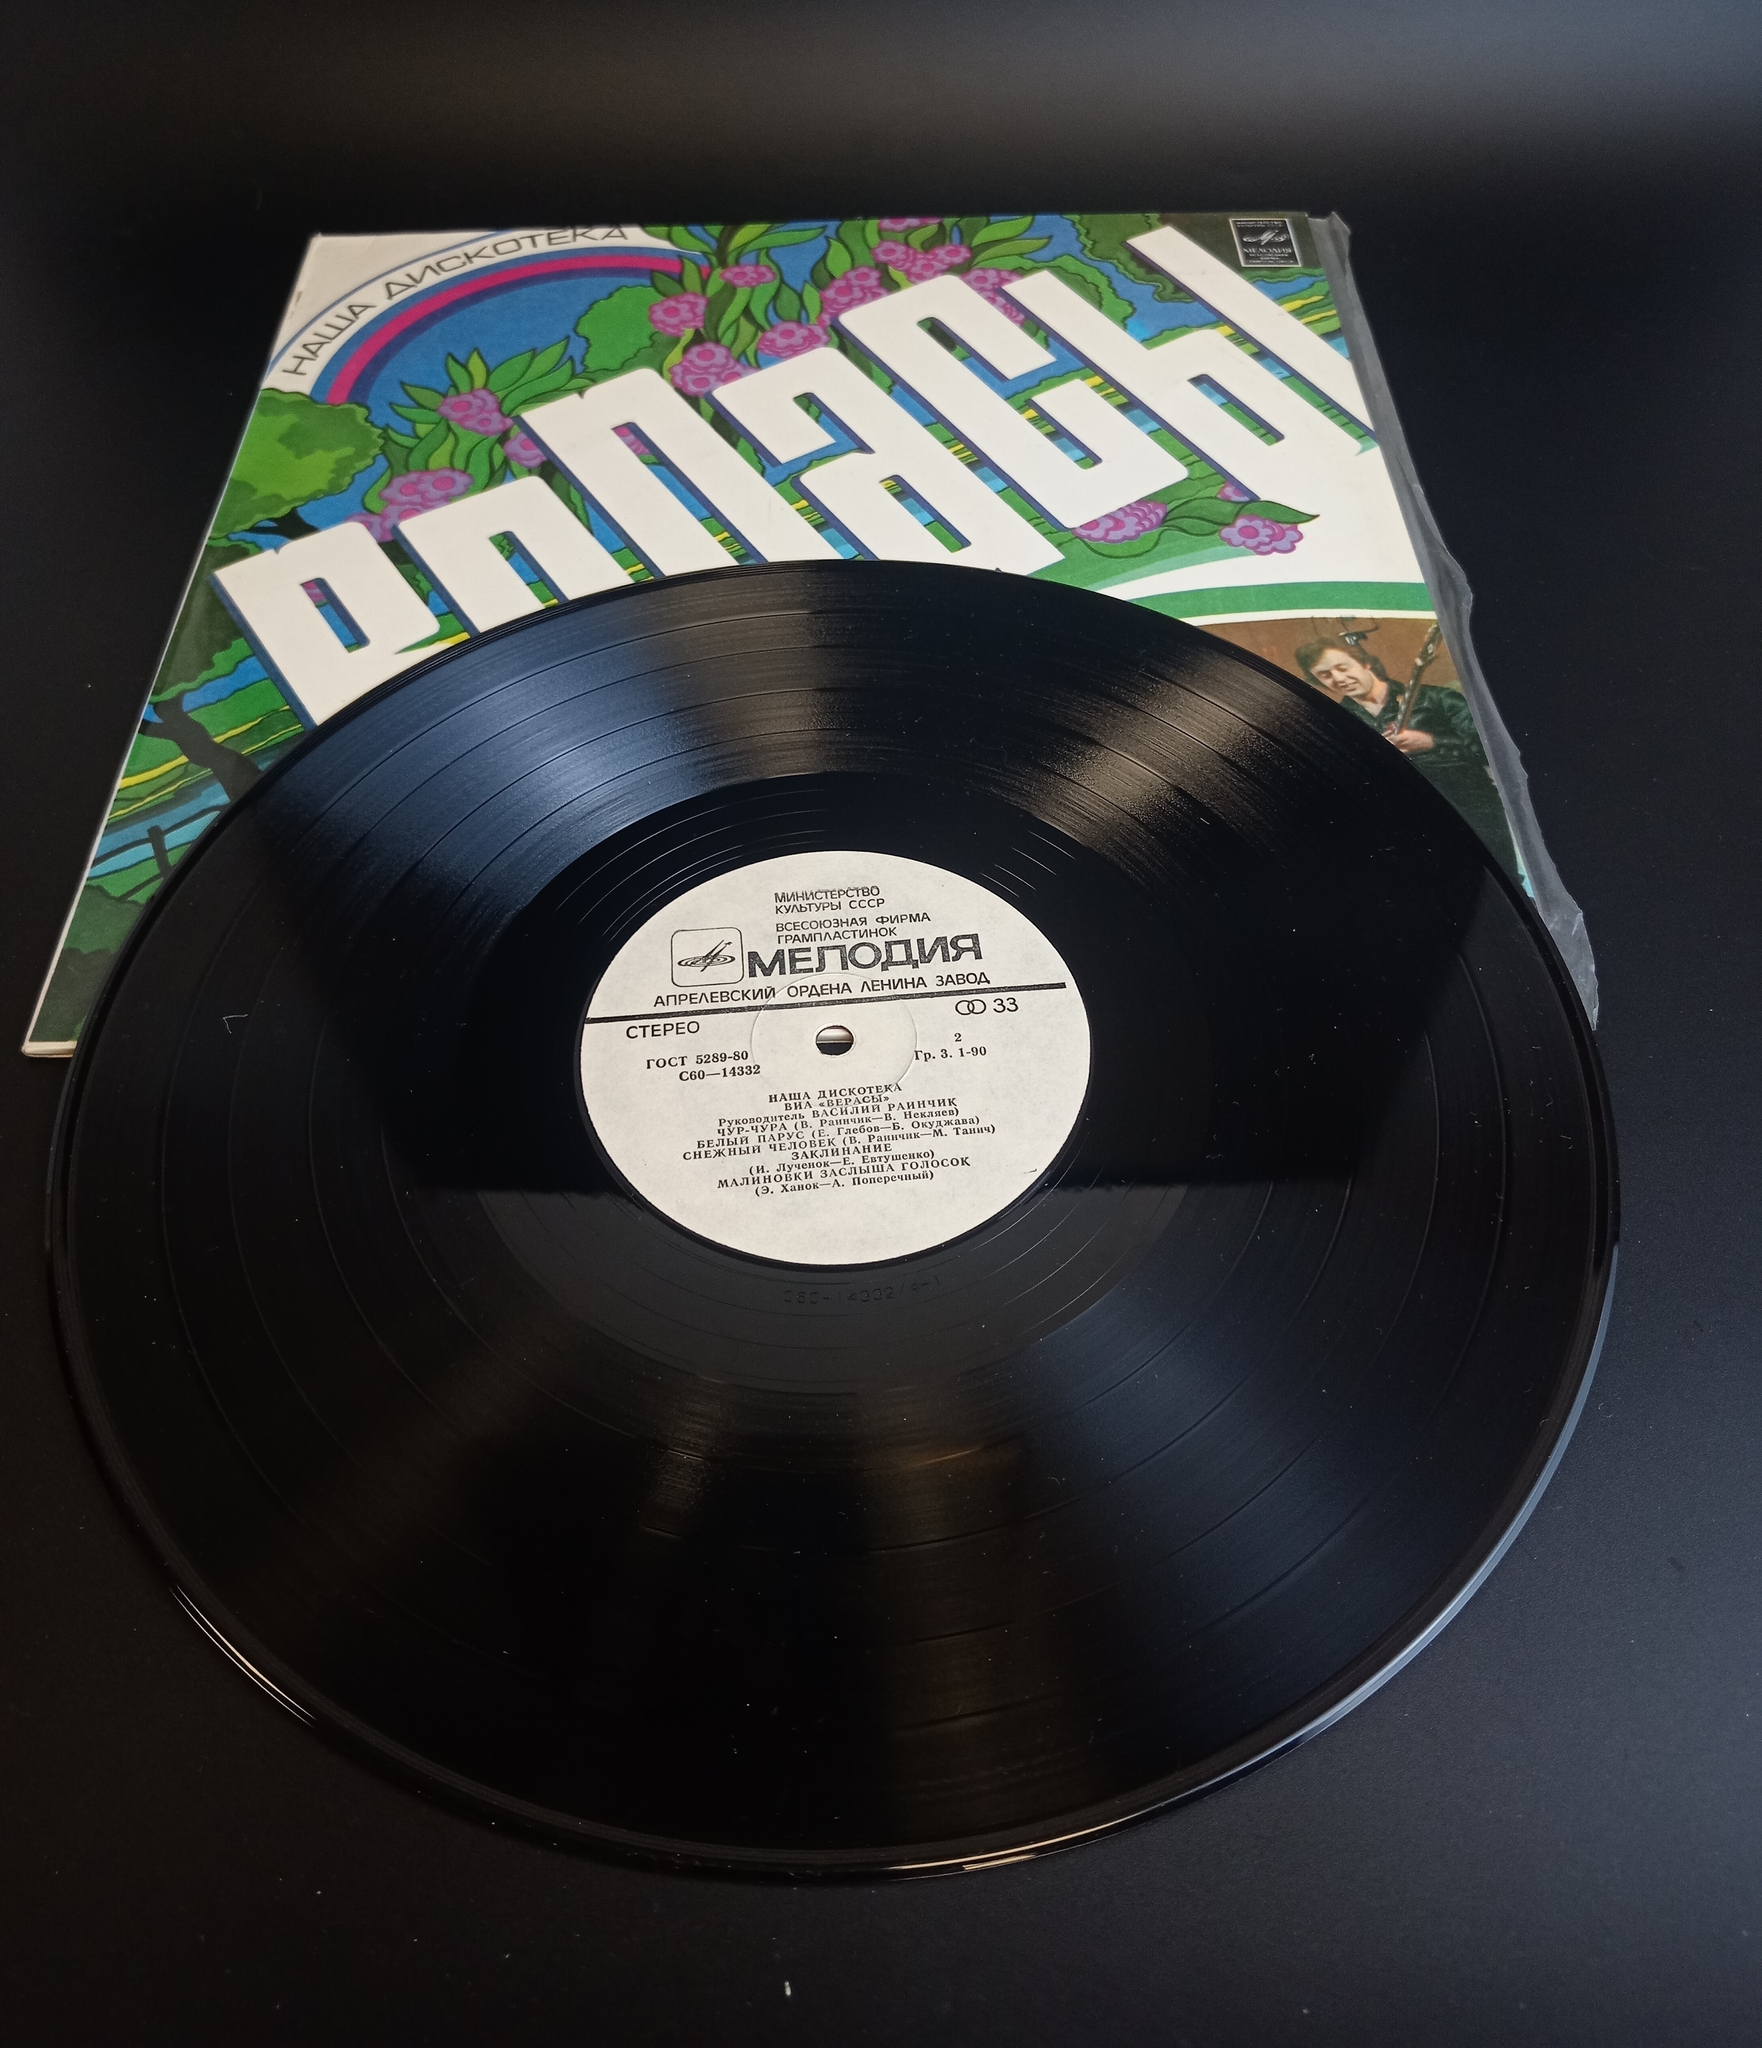 НАША ДИСКОТЕКА
МЕЛОДИЯ
МИНИСТЕРСТВО
КУЛЬТУРЫ СССР
ВСЕСОЮЗНАЯ ФИРМА
ГРАМПЛАСТИНОК
МЕЛОДИЯ
АПРЕЛЕВСКИЙ ОРДЕНА ЛЕНИНА ЗАВОД
СТЕРЕО
33
ГОСТ 5289-80
2
С60—14332
Гр. 3. 1-90
НАША ДИСКОТЕКА
ВИА «ВЕРАСЫ»
Руководитель ВАСИЛИЙ РАИНЧИК
ЧУР-ЧУРА (В. Раинчик—В. Некляев)
БЕЛЫЙ ПАРУС (Е. Глебов—Б. Окуджава)
СНЕЖНЫЙ ЧЕЛОВЕК (В. Раинчик—М. Танич)
ЗАКЛИНАНИЕ
(И. Лученок—Е. Евтушенко)
МАЛИНОВКИ ЗАСЛЫША ГОЛОСОК
(Э. Ханок—А. Поперечный)